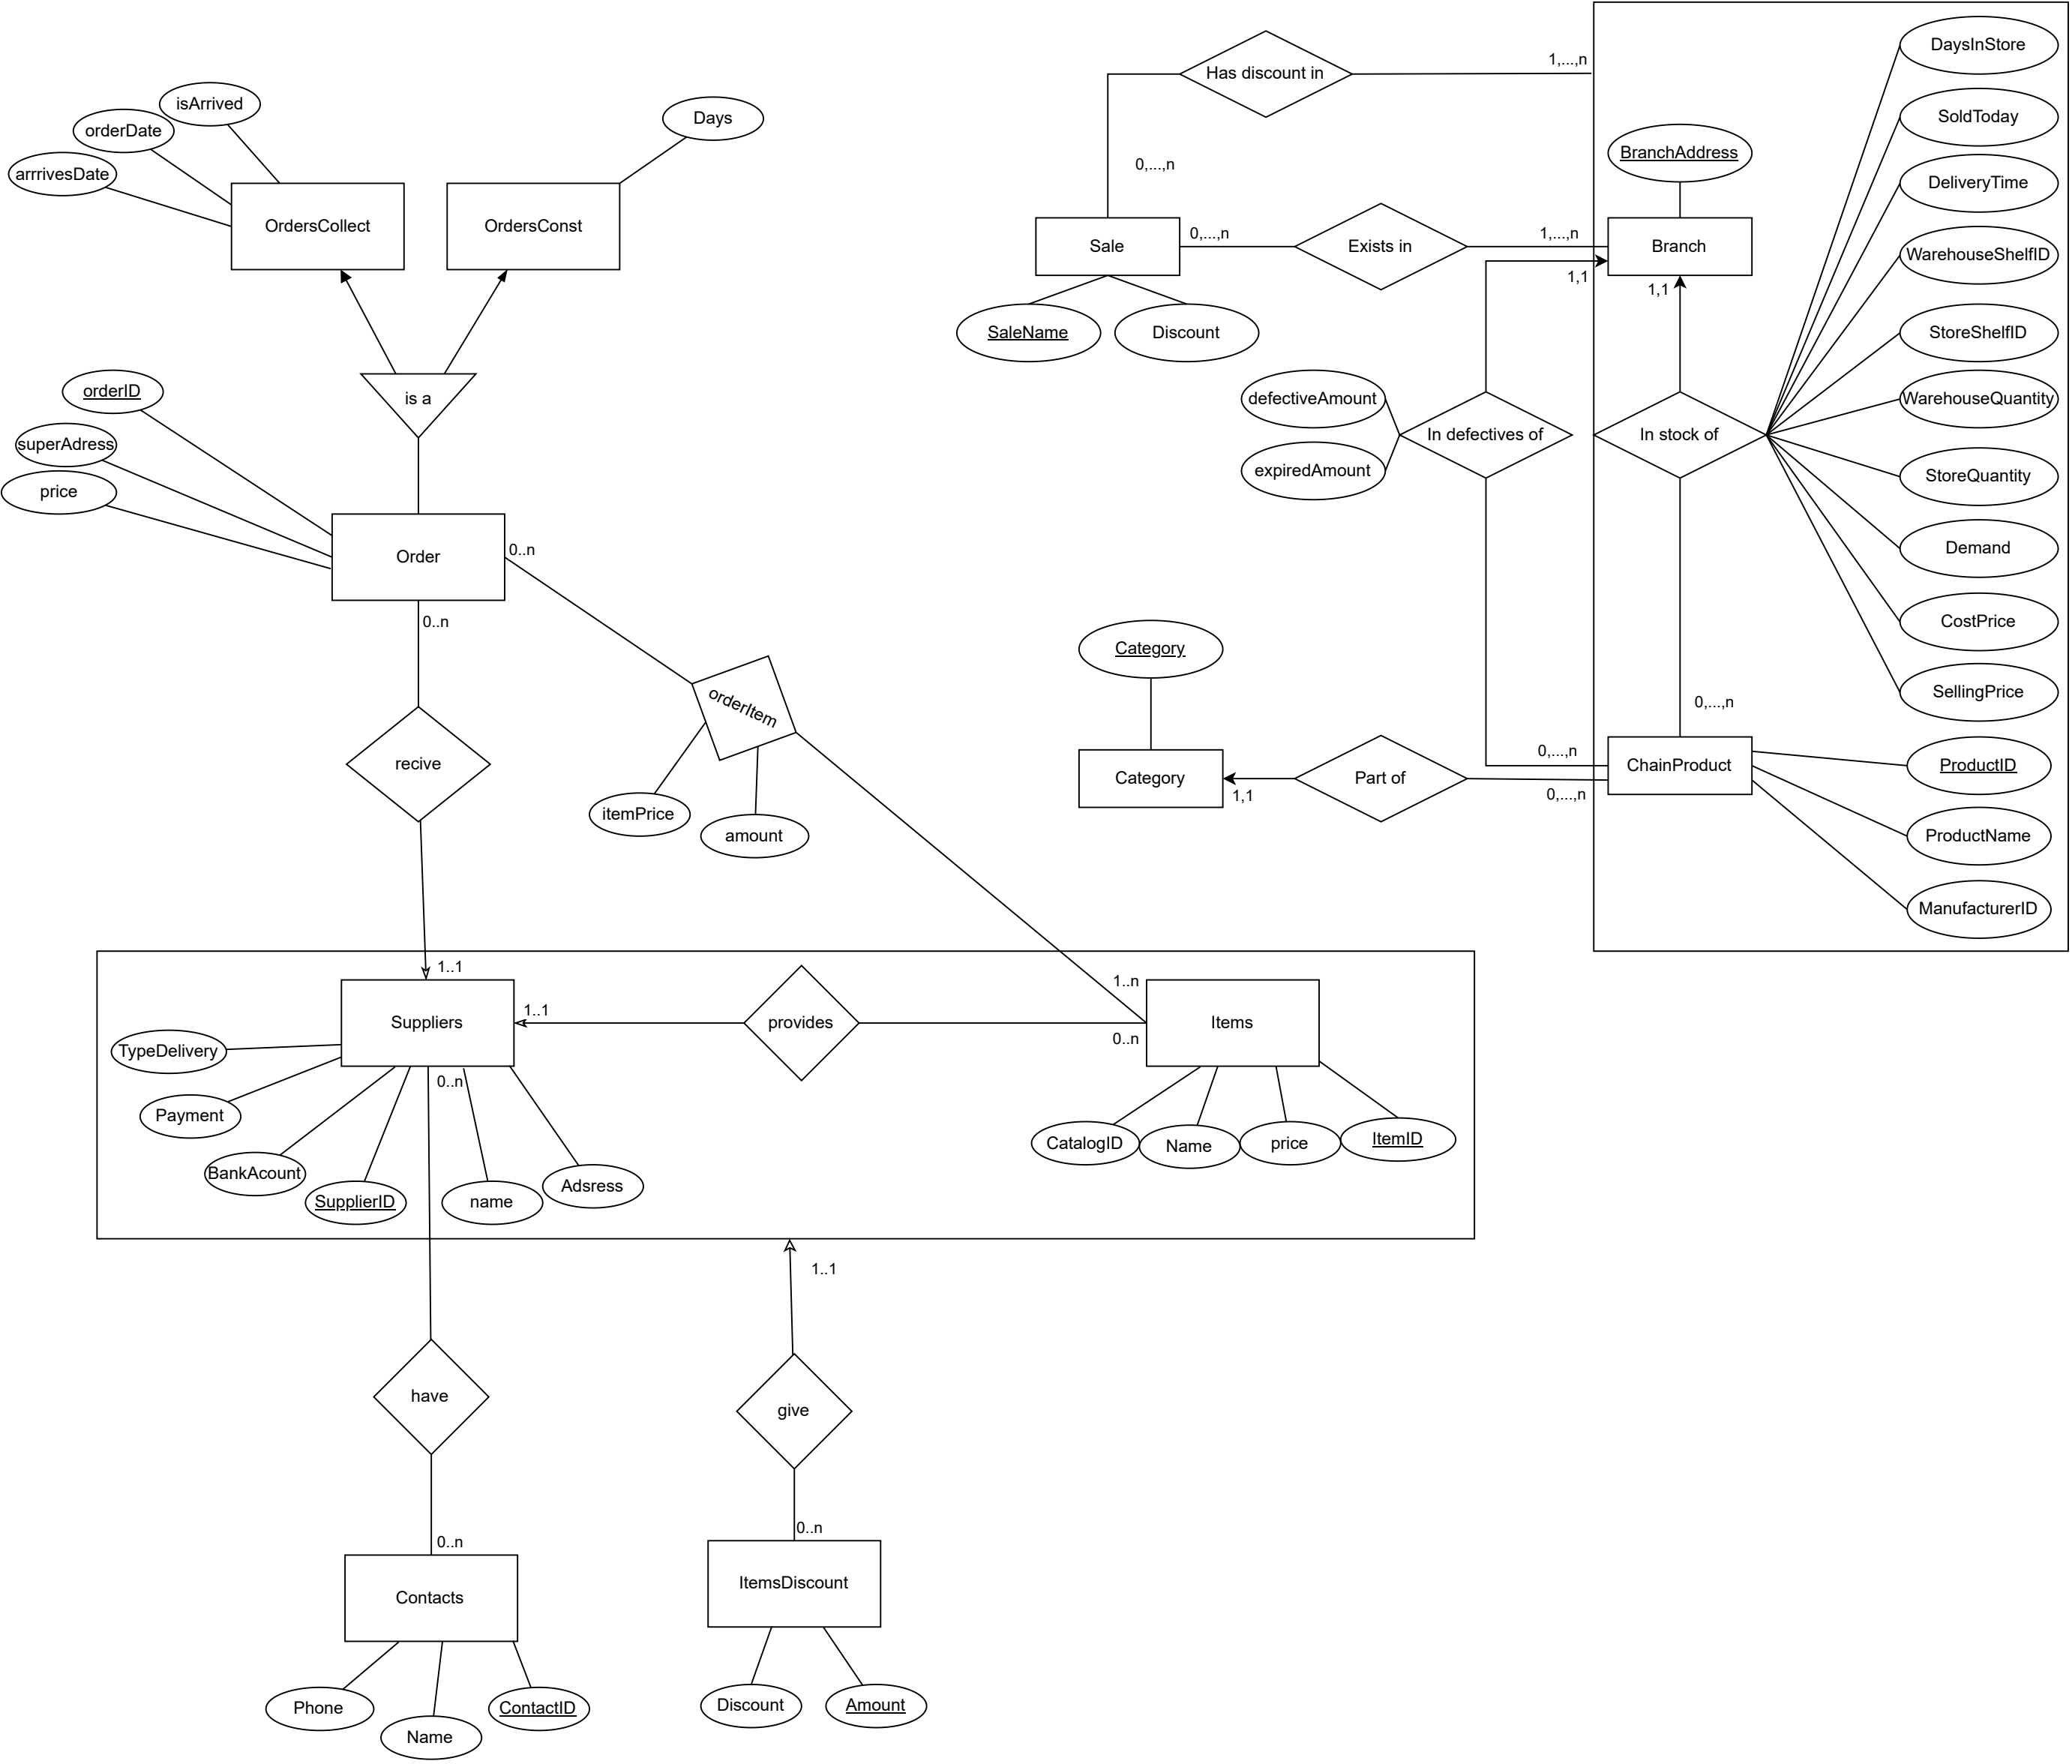 DaysInStore
Has discount in
1,...,n
isArrived
Days
SoldToday
orderDate
BranchAddress
0,...,n
arrrivesDate
DeliveryTime
OrdersCollect
OrdersConst
0,...,n
1,...,n
Sale
Exists in
Branch
WarehouseShelfID
1,1
1,1
SaleName
Discount
StoreShelfID
orderID
is a
defectiveAmount
WarehouseQuantity
superAdress
In defectives of
In stock of
expiredAmount
StoreQuantity
price
Order
0..n
Demand
0..n
CostPrice
Category
SellingPrice
orderItem
0,...,n
recive
0,...,n
ChainProduct
ProductID
Category
Part of
1,1
0,...,n
itemPrice
amount
ProductName
ManufacturerID
1..1
1..n
1..1
Suppliers
provides
Items
0..n
TypeDelivery
0..n
Payment
CatalogID
Name
price
ItemID
BankAcount
SupplierID
name
Adsress
1..1
have
give
0..n
0..n
ItemsDiscount
Contacts
Phone
Name
ContactID
Discount
Amount